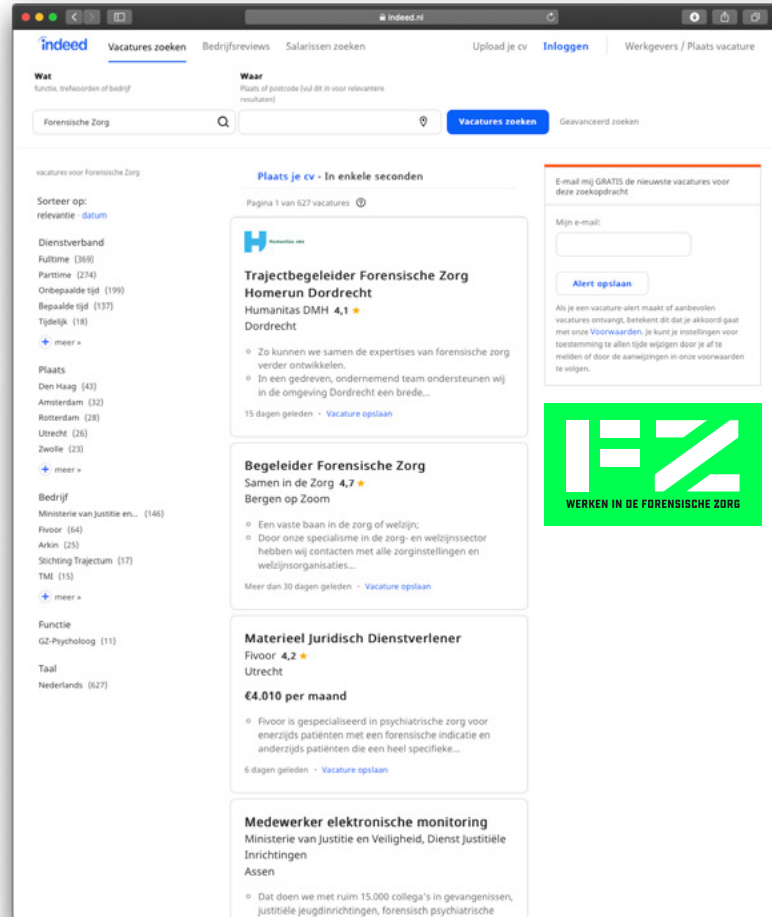 indeed.nl
indeed
Vacatures zoeken
Bedrijfsreviews
Salarissen zoeken
Upload je cv
Inloggen
Werkgevers / Plaats vacature
Wat
functie, trefwoorden of bedrijf
Waar
Plaats of postcode (vul dit in voor relevantere
resultaten)
Forensische Zorg
Vacatures zoeken
Geavanceerd zoeken
vacatures voor Forensische Zorg
Sorteer op:
relevantie - datum
Dienstverband
Fulltime (369)
Parttime (274)
Onbepaalde tijd (199)
Bepaalde tijd (137)
Tijdelijk (18)
+ meer »
Plaats
Den Haag (43)
Amsterdam (32)
Rotterdam (28)
Utrecht (26)
Zwolle (23)
+ meer »
Bedrijf
Ministerie van Justitie en... (146)
Fivoor (64)
Arkin (25)
Stichting Trajectum (17)
TMI (15)
+ meer »
Functie
GZ-Psycholoog (11)
Taal
Nederlands (627)
Plaats je cv - In enkele seconden
Pagina 1 van 627 vacatures
Humanitas DMH
Trajectbegeleider Forensische Zorg
Homerun Dordrecht
Humanitas DMH 4,1 ★
Dordrecht
Zo kunnen we samen de expertises van forensische zorg
verder ontwikkelen.
In een gedreven, ondernemend team ondersteunen wij
in de omgeving Dordrecht een brede...
15 dagen geleden · Vacature opslaan
Begeleider Forensische Zorg
Samen in de Zorg 4,7 ★
Bergen op Zoom
Een vaste baan in de zorg of welzijn;
Door onze specialisme in de zorg- en welzijnssector
hebben wij contacten met alle zorginstellingen en
welzijnsorganisaties...
Meer dan 30 dagen geleden · Vacature opslaan
Materieel Juridisch Dienstverlener
Fivoor 4,2 ★
Utrecht
€4.010 per maand
Fivoor is gespecialiseerd in psychiatrische zorg voor
enerzijds patiënten met een forensische indicatie en
anderzijds patiënten die een heel specifieke...
6 dagen geleden · Vacature opslaan
Medewerker elektronische monitoring
Ministerie van Justitie en Veiligheid, Dienst Justitiële
Inrichtingen
Assen
Dat doen we met ruim 15.000 collega's in gevangenissen,
justitiële jeugdinrichtingen, forensisch psychiatrische
E-mail mij GRATIS de nieuwste vacatures voor
deze zoekopdracht
Mijn e-mail:
Alert opslaan
Als je een vacature-alert maakt of aanbevolen
vacatures ontvangt, betekent dit dat je akkoord gaat
met onze Voorwaarden. Je kunt je instellingen voor
toestemming te allen tijde wijzigen door je af te
melden of door de aanwijzingen in onze voorwaarden
te volgen.
FZ
WERKEN IN DE FORENSISCHE ZORG